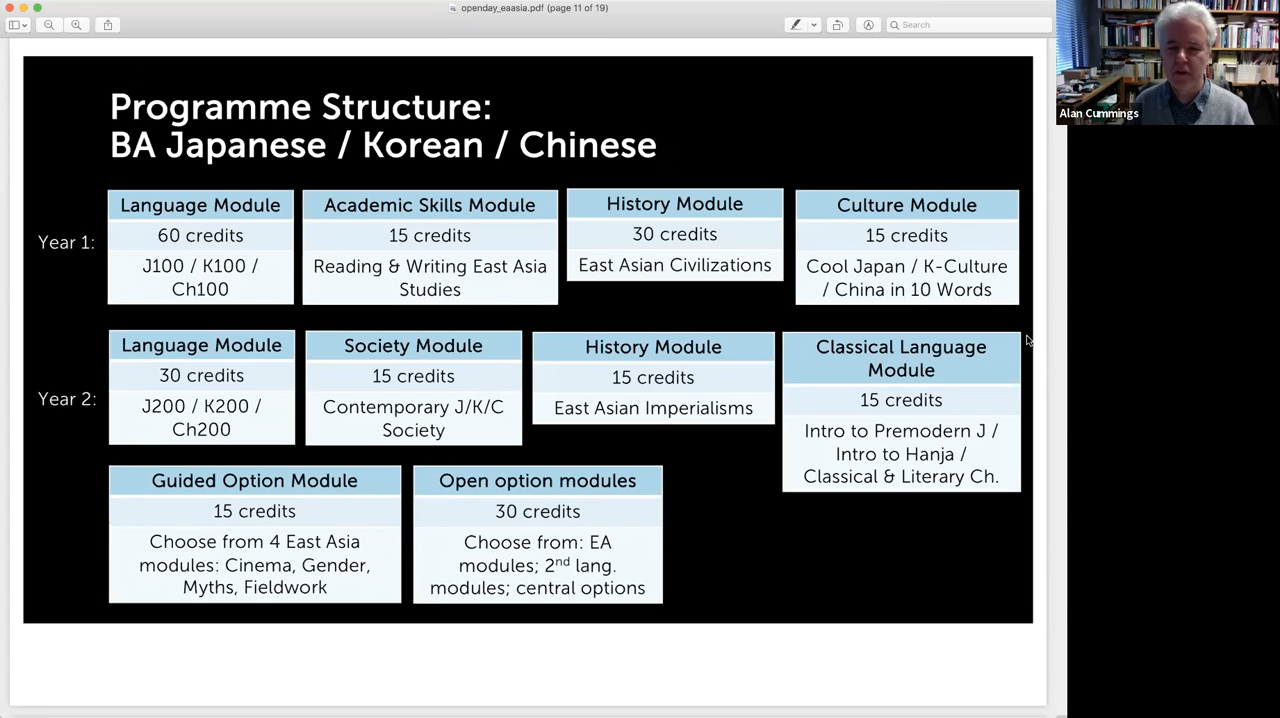 openday_eaasia.pdf (page 11 of 19)
Search
Alan Cummings
Programme Structure:
BA Japanese / Korean / Chinese
Year 1:
Language Module
60 credits
J100 / K100 /
Ch100
Academic Skills Module
15 credits
Reading & Writing East Asia
Studies
History Module
30 credits
East Asian Civilizations
Culture Module
15 credits
Cool Japan / K-Culture
/ China in 10 Words
Year 2:
Language Module
30 credits
J200 / K200 /
Ch200
Society Module
15 credits
Contemporary J/K/C
Society
History Module
15 credits
East Asian Imperialisms
Classical Language
Module
15 credits
Intro to Premodern J /
Intro to Hanja /
Classical & Literary Ch.
Guided Option Module
15 credits
Choose from 4 East Asia
modules: Cinema, Gender,
Myths, Fieldwork
Open option modules
30 credits
Choose from: EA
modules; 2nd lang.
modules; central options